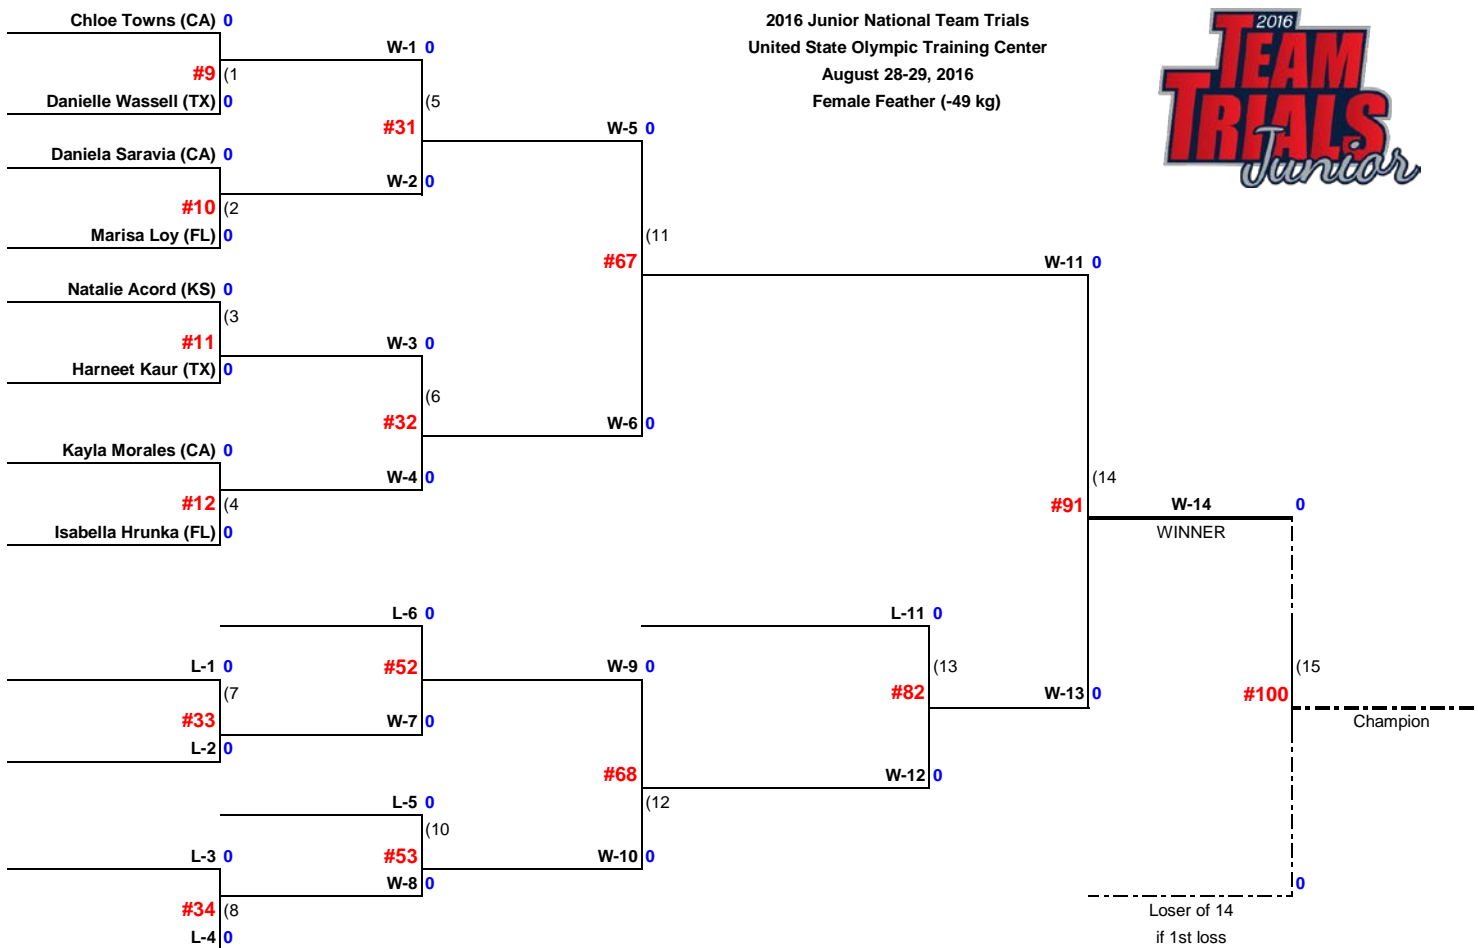 Chloe Towns (CA) 0
2016 Junior National Team Trials
2016
TEAM
TRIALS
Junior
W-1 0
United State Olympic Training Center
#9 (1
August 28-29, 2016
Danielle Wassell (TX) 0
(5
Female Feather (-49 kg)
#31
W-5 0
Daniela Saravia (CA) 0
W-2 0
#10 (2
Marisa Loy (FL) 0
(11
#67
W-11 0
Natalie Acord (KS) 0
(3
#11
W-3 0
Harneet Kaur (TX) 0
(6
#32
W-6 0
Kayla Morales (CA) 0
W-4 0
(14
#12 (4
#91
W-14 0
Isabella Hrunka (FL) 0
WINNER
L-6 0
L-11 0
L-1 0
#52
W-9 0
(13
(15
(7
#82
W-13 0
#100
#33
W-7 0
Champion
L-2 0
#68
W-12 0
L-5 0
(12
(10
L-3 0
#53
W-10 0
W-8 0
0
#34 (8
Loser of 14
L-4 0
if 1st loss